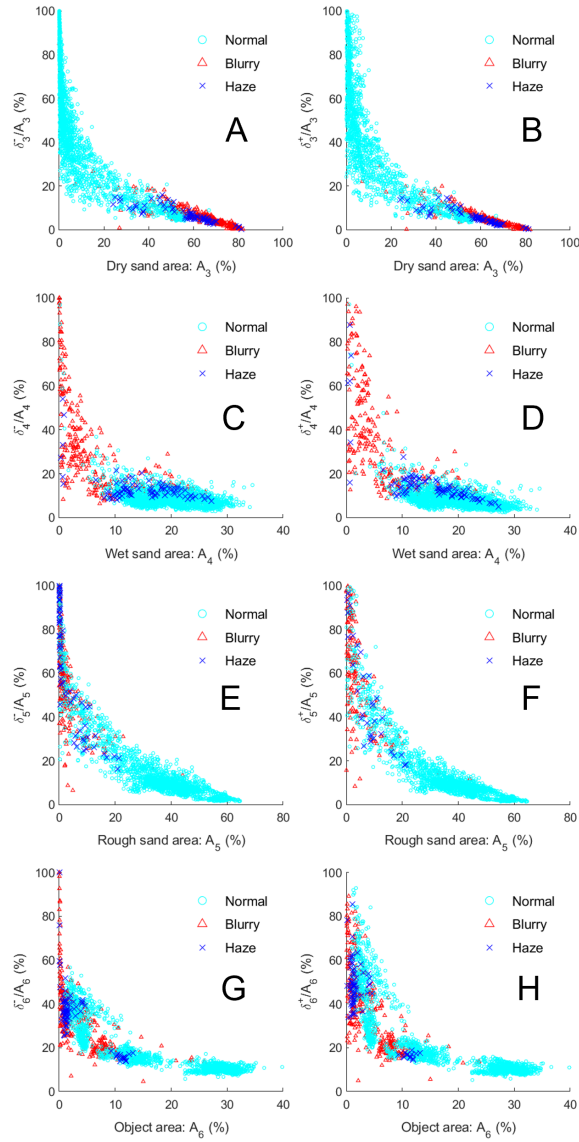 δ₃⁻/A₃ (%)
100
80
60
40
20
0
Normal
Blurry
Haze
A
0 20 40 60 80 100
Dry sand area: A₃ (%)
δ₃⁺/A₃ (%)
100
80
60
40
20
0
Normal
Blurry
Haze
B
0 20 40 60 80 100
Dry sand area: A₃ (%)
δ₄⁻/A₄ (%)
100
80
60
40
20
0
Normal
Blurry
Haze
C
0 10 20 30 40
Wet sand area: A₄ (%)
δ₄⁺/A₄ (%)
100
80
60
40
20
0
Normal
Blurry
Haze
D
0 10 20 30 40
Wet sand area: A₄ (%)
δ₅⁻/A₅ (%)
100
80
60
40
20
0
Normal
Blurry
Haze
E
0 20 40 60 80
Rough sand area: A₅ (%)
δ₅⁺/A₅ (%)
100
80
60
40
20
0
Normal
Blurry
Haze
F
0 20 40 60 80
Rough sand area: A₅ (%)
δ₆⁻/A₆ (%)
100
80
60
40
20
0
Normal
Blurry
Haze
G
0 10 20 30 40
Object area: A₆ (%)
δ₆⁺/A₆ (%)
100
80
60
40
20
0
Normal
Blurry
Haze
H
0 10 20 30 40
Object area: A₆ (%)